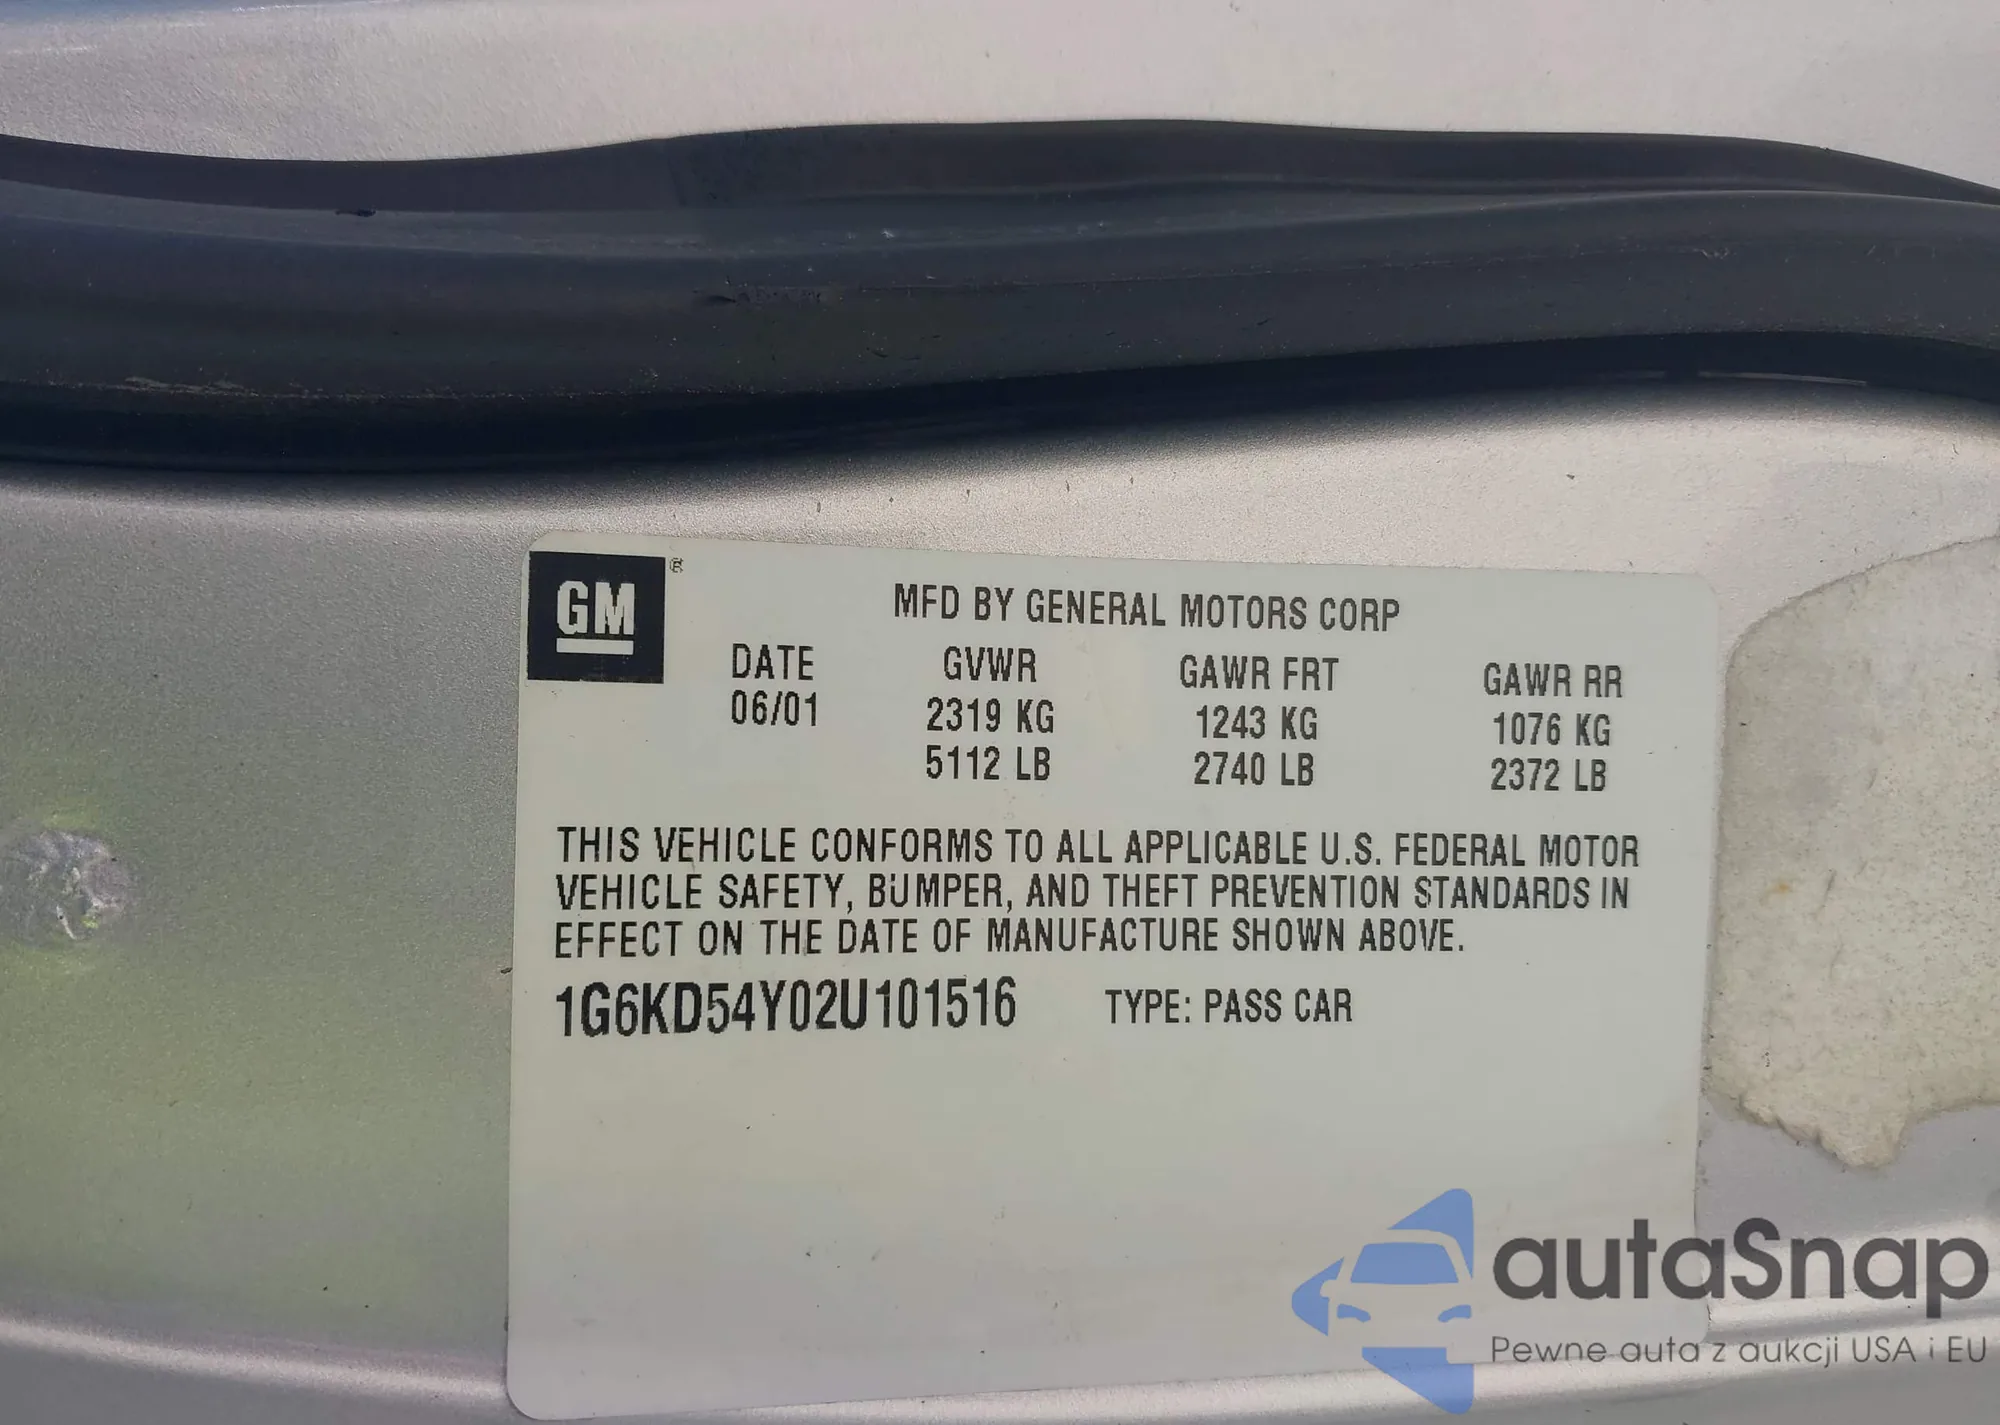 GM ®
MFD BY GENERAL MOTORS CORP
DATE GVWR GAWR FRT GAWR RR
06/01 2319 KG 1243 KG 1076 KG
5112 LB 2740 LB 2372 LB
THIS VEHICLE CONFORMS TO ALL APPLICABLE U.S. FEDERAL MOTOR
VEHICLE SAFETY, BUMPER, AND THEFT PREVENTION STANDARDS IN
EFFECT ON THE DATE OF MANUFACTURE SHOWN ABOVE.
1G6KD54Y02U101516 TYPE: PASS CAR
autaSnap
Pewne auta z aukcji USA i EU